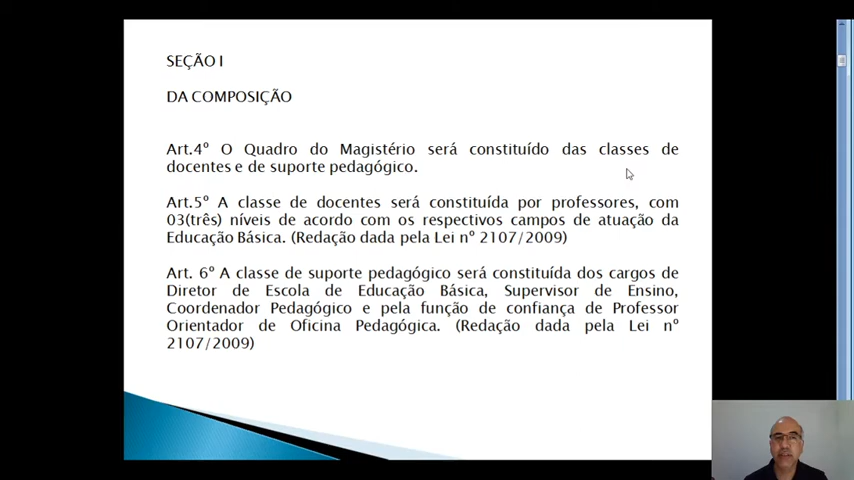 SEÇÃO I
DA COMPOSIÇÃO
Art.4º O Quadro do Magistério será constituído das classes de
docentes e de suporte pedagógico.
Art.5º A classe de docentes será constituída por professores, com
03(três) níveis de acordo com os respectivos campos de atuação da
Educação Básica. (Redação dada pela Lei nº 2107/2009)
Art. 6º A classe de suporte pedagógico será constituída dos cargos de
Diretor de Escola de Educação Básica, Supervisor de Ensino,
Coordenador Pedagógico e pela função de confiança de Professor
Orientador de Oficina Pedagógica. (Redação dada pela Lei nº
2107/2009)